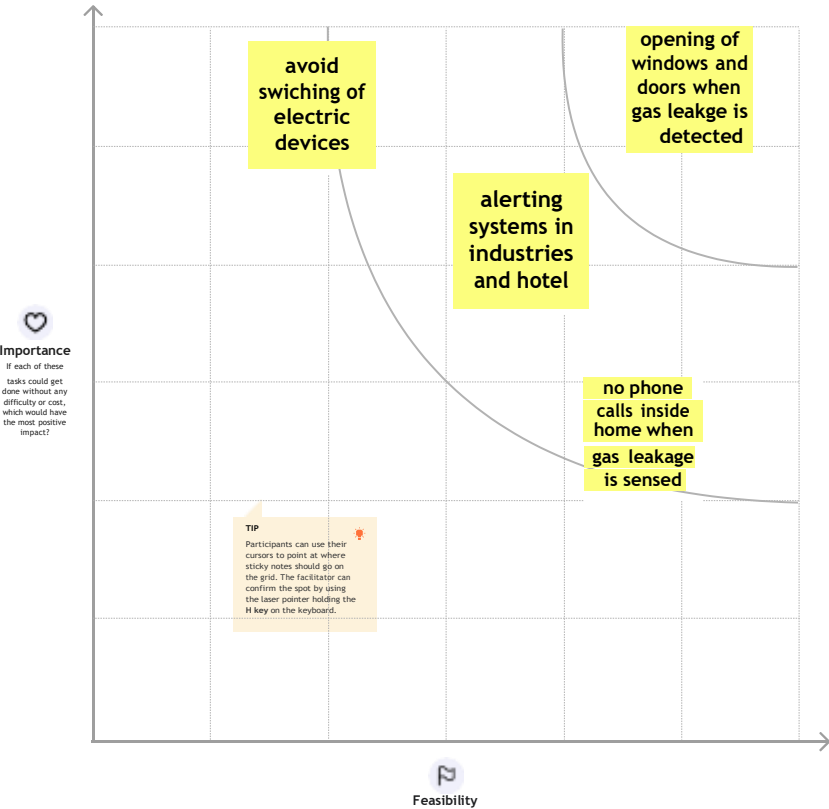 avoid
swiching of
electric
devices
opening of
windows and
doors when
gas leakge is
detected
alerting
systems in
industries
and hotel
Importance
If each of these
tasks could get
done without any
difficulty or cost,
which would have
the most positive
impact?
no phone
calls inside
home when
gas leakage
is sensed
TIP
Participants can use their
cursors to point at where
sticky notes should go on
the grid. The facilitator can
confirm the spot by using
the laser pointer holding the
H key on the keyboard.
Feasibility